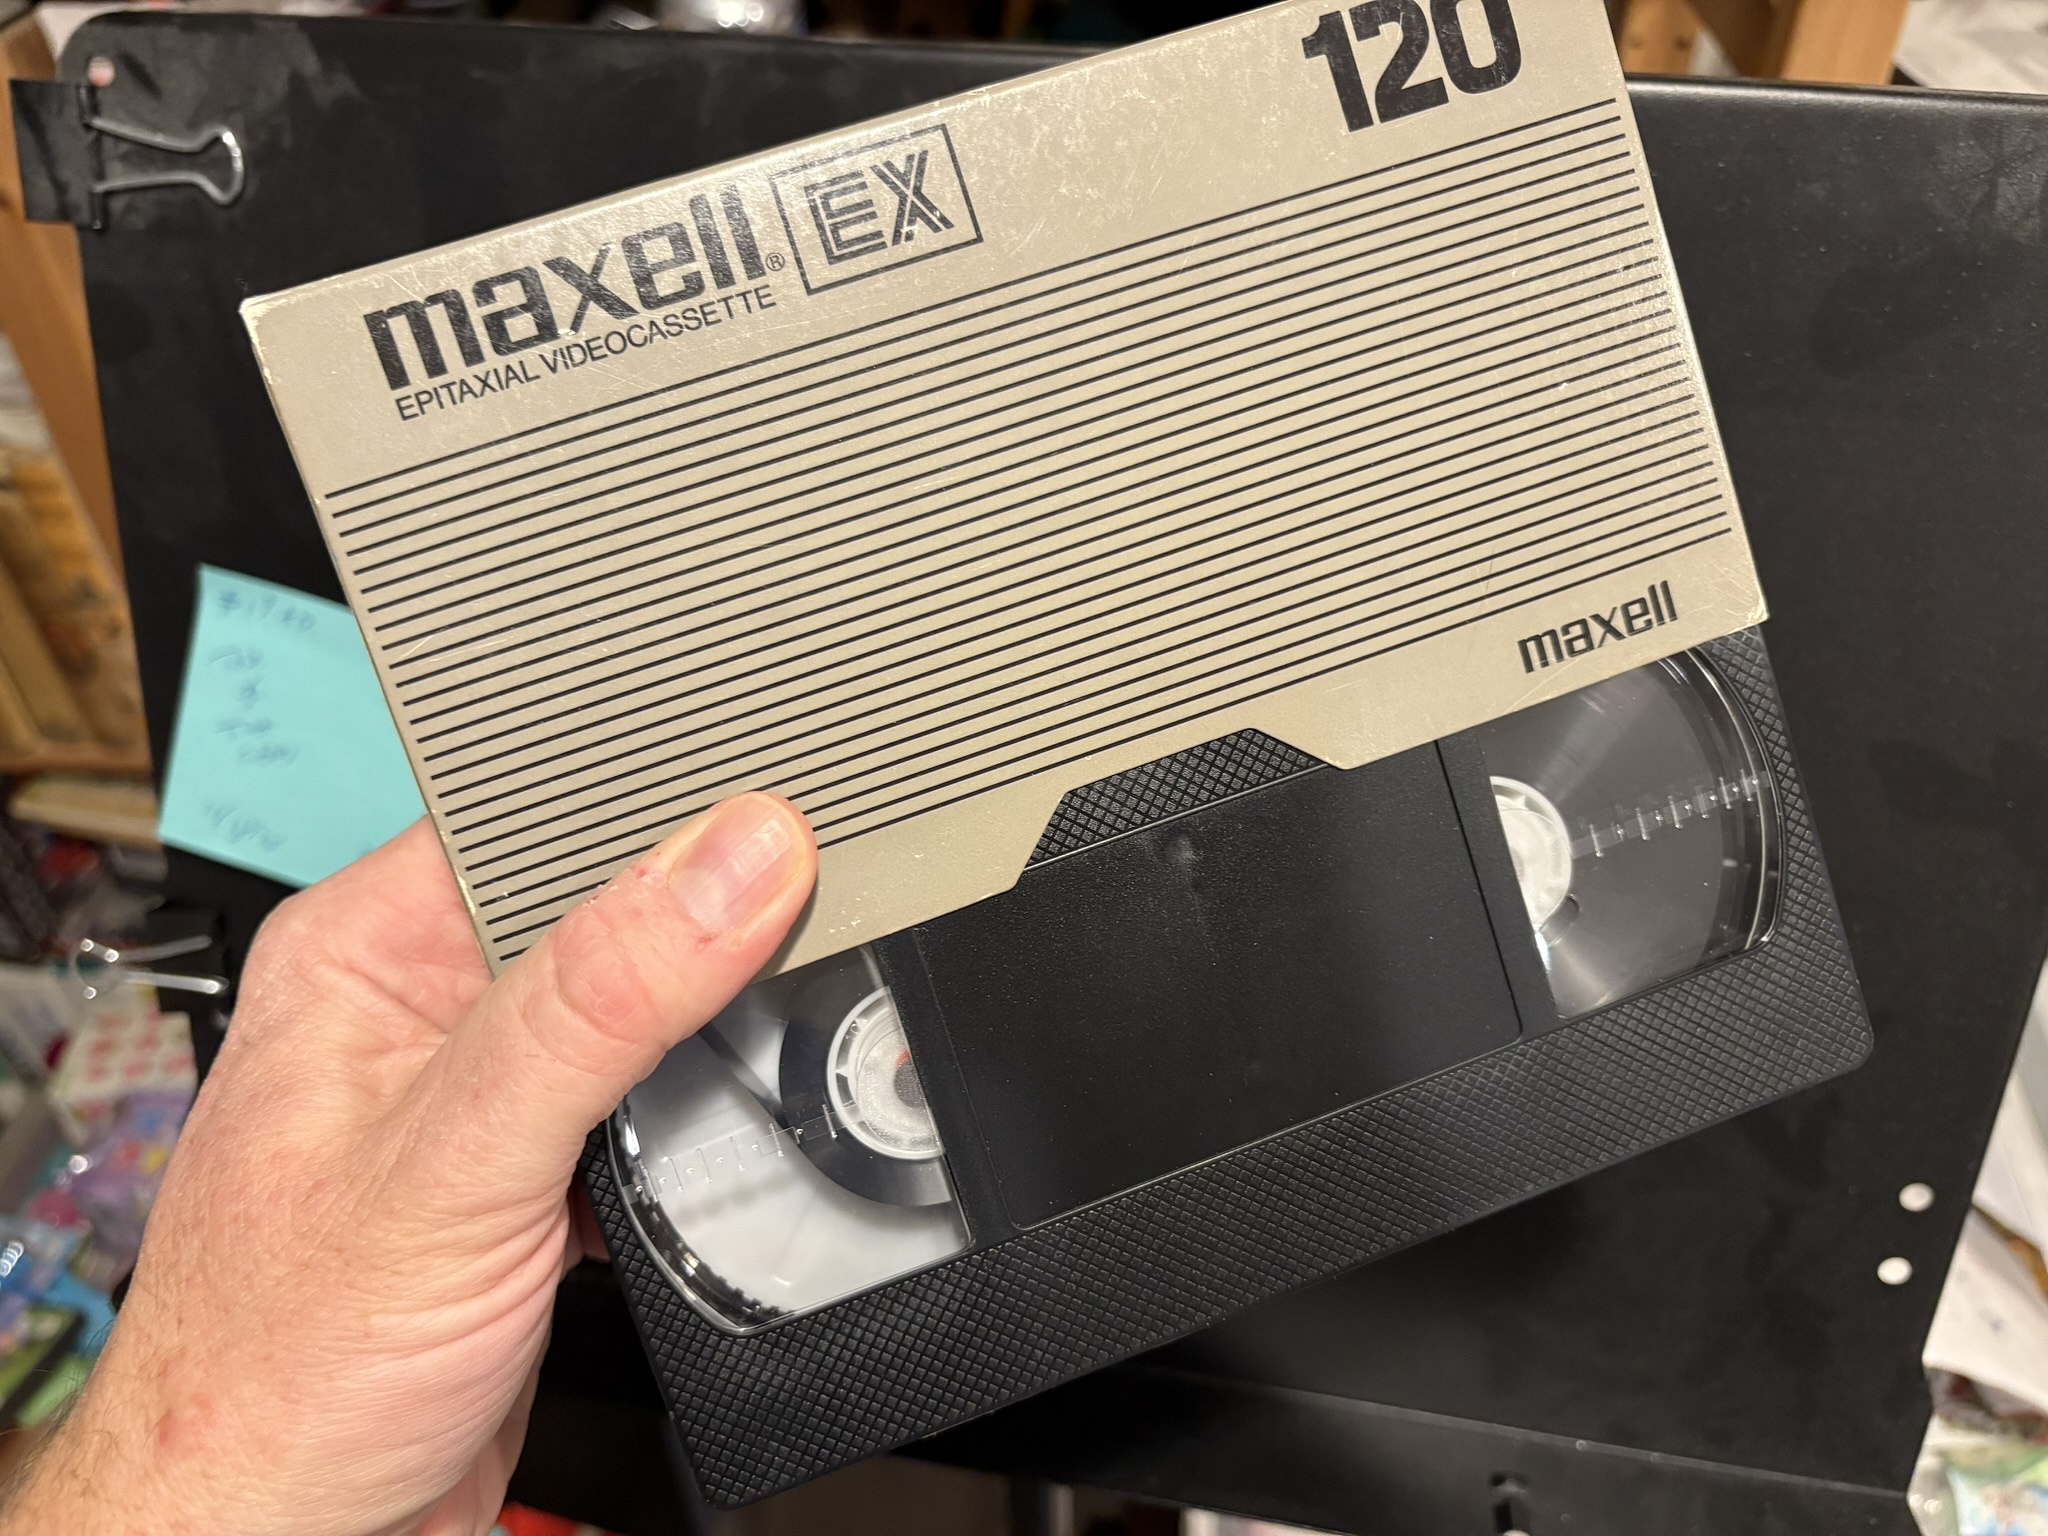 120
maxell® EX
EPITAXIAL VIDEOCASSETTE
maxell